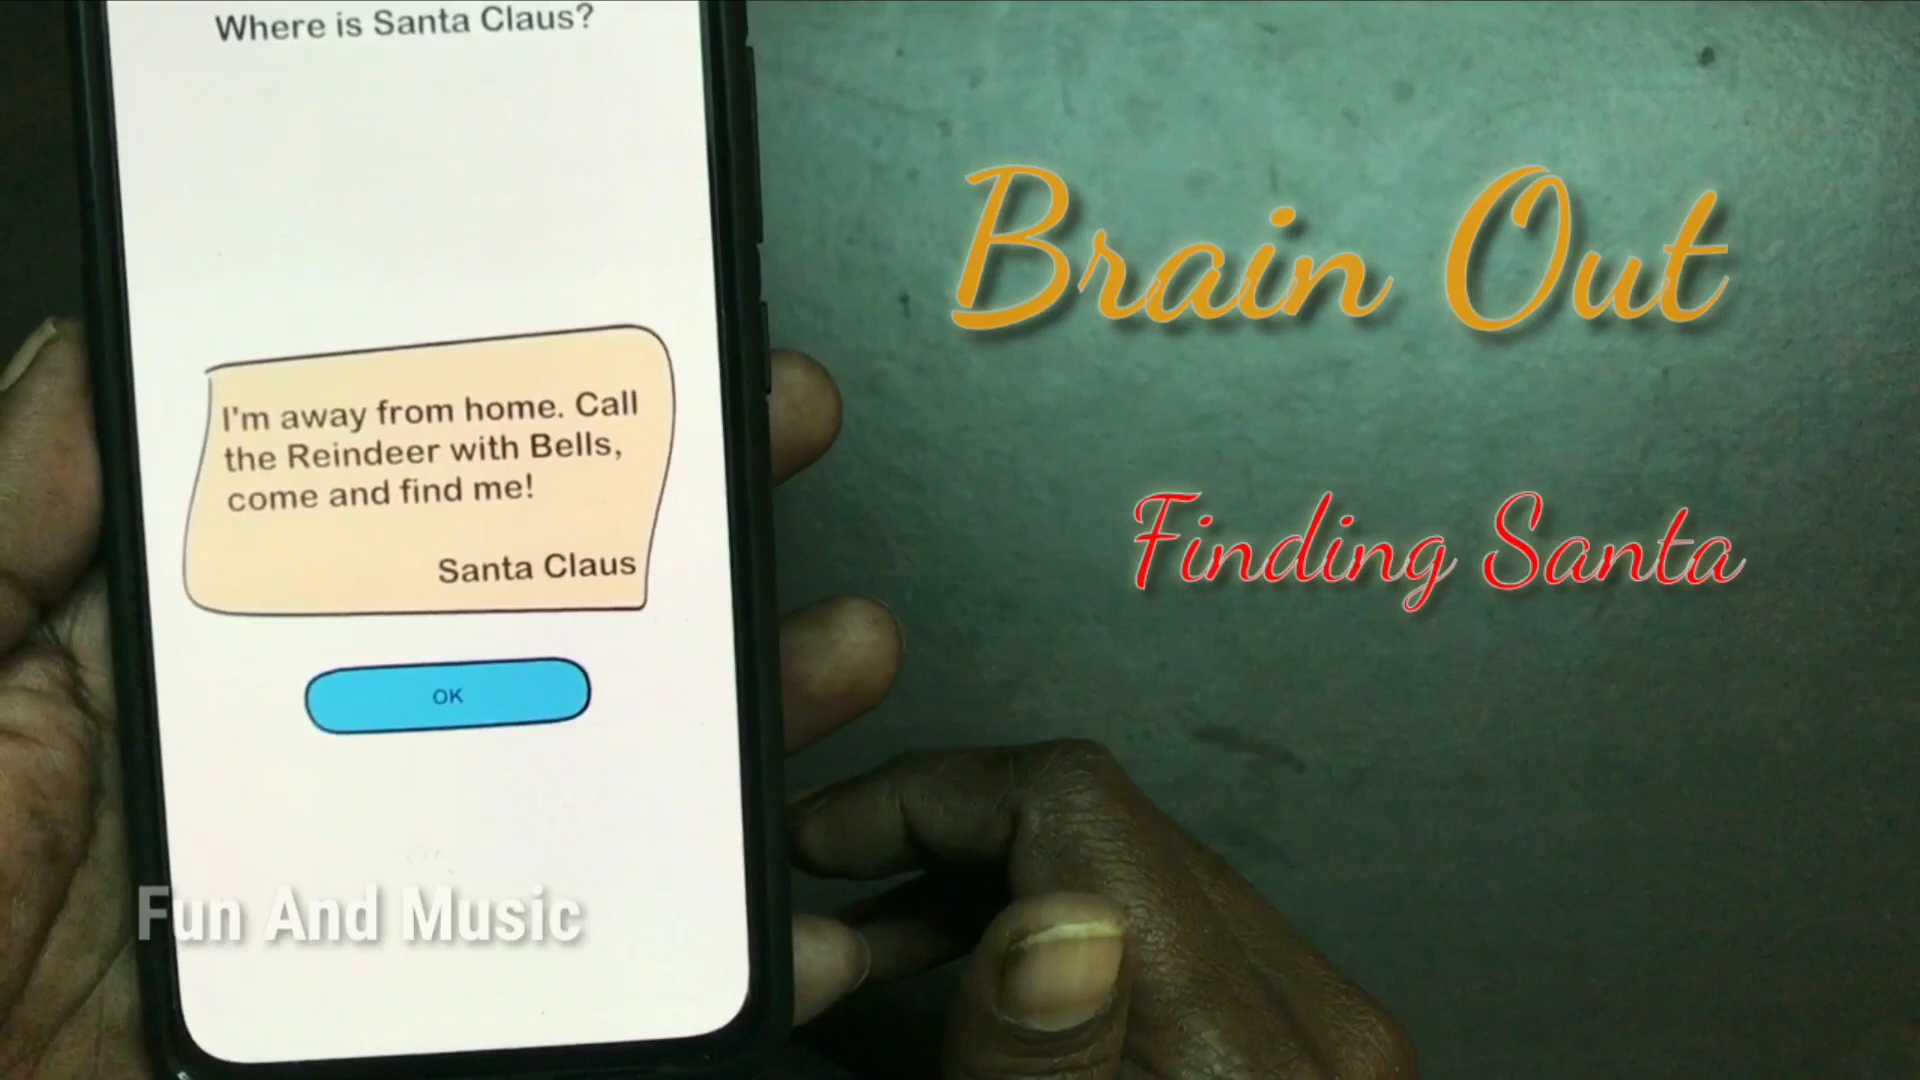 Where is Santa Claus?
I'm away from home. Call
the Reindeer with Bells,
come and find me!
Santa Claus
OK
Brain Out
Finding Santa
Fun And Music